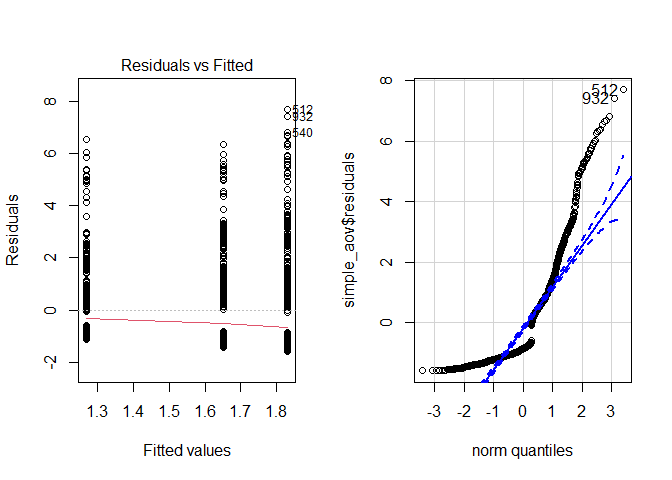 Residuals vs Fitted
Residuals
8
6
4
2
0
-2
512
932
540
1.3 1.4 1.5 1.6 1.7 1.8
Fitted values
simple_aov$residuals
8
6
4
2
0
512
932
-3 -2 -1 0 1 2 3
norm quantiles